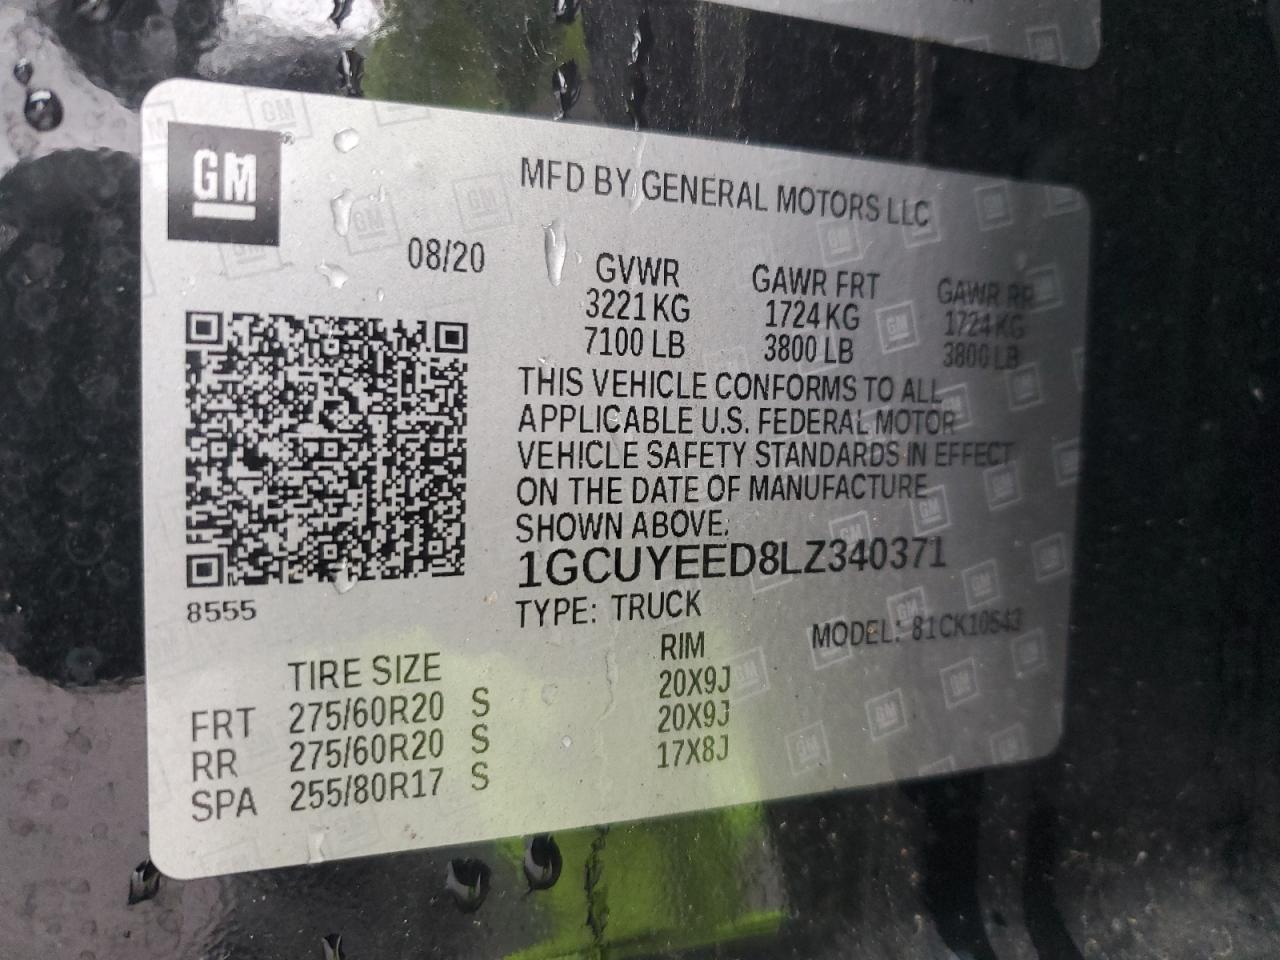 GM
MFD BY GENERAL MOTORS LLC
08/20
GVWR GAWR FRT GAWR RR
3221 KG 1724 KG 1724 KG
7100 LB 3800 LB 3800 LB
THIS VEHICLE CONFORMS TO ALL
APPLICABLE U.S. FEDERAL MOTOR
VEHICLE SAFETY STANDARDS IN EFFECT
ON THE DATE OF MANUFACTURE
SHOWN ABOVE.
1GCUYEED8LZ340371
8555
TYPE: TRUCK
MODEL: 81CK10543
TIRE SIZE RIM
FRT 275/60R20 S 20X9J
RR 275/60R20 S 20X9J
SPA 255/80R17 S 17X8J